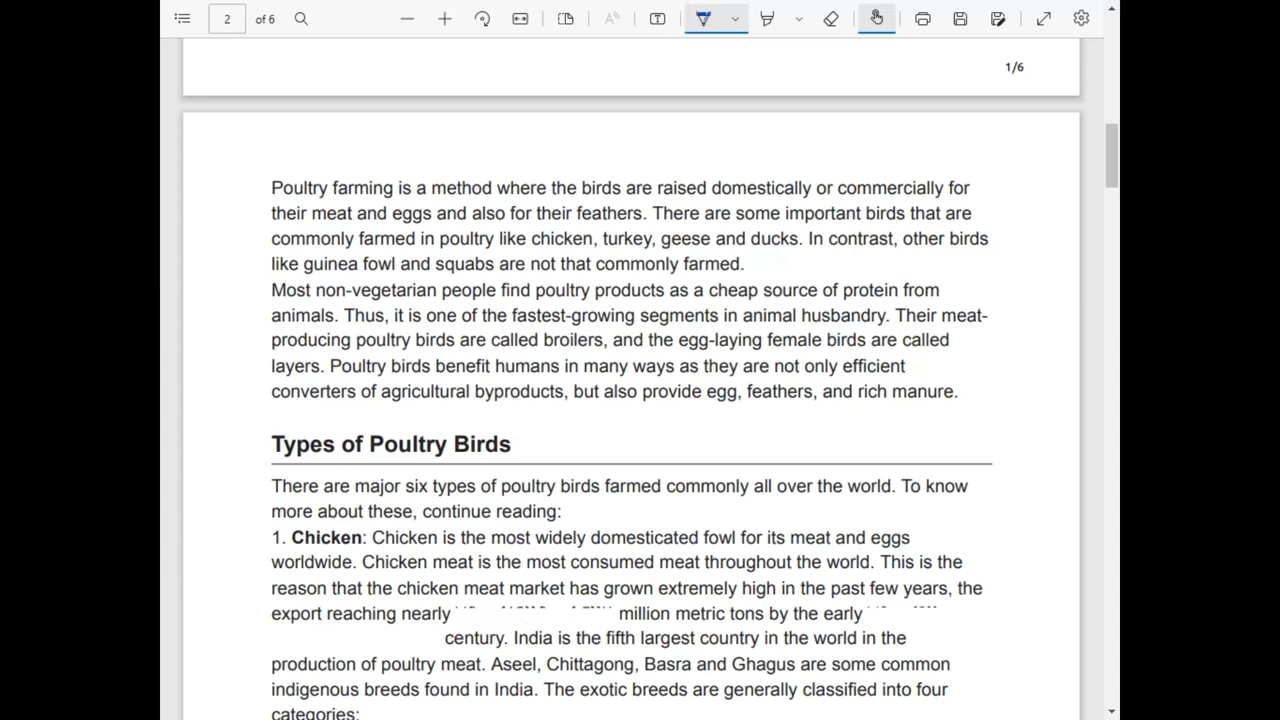 2 of 6
1/6
Poultry farming is a method where the birds are raised domestically or commercially for
their meat and eggs and also for their feathers. There are some important birds that are
commonly farmed in poultry like chicken, turkey, geese and ducks. In contrast, other birds
like guinea fowl and squabs are not that commonly farmed.
Most non-vegetarian people find poultry products as a cheap source of protein from
animals. Thus, it is one of the fastest-growing segments in animal husbandry. Their meat-
producing poultry birds are called broilers, and the egg-laying female birds are called
layers. Poultry birds benefit humans in many ways as they are not only efficient
converters of agricultural byproducts, but also provide egg, feathers, and rich manure.
Types of Poultry Birds
There are major six types of poultry birds farmed commonly all over the world. To know
more about these, continue reading:
1. Chicken: Chicken is the most widely domesticated fowl for its meat and eggs
worldwide. Chicken meat is the most consumed meat throughout the world. This is the
reason that the chicken meat market has grown extremely high in the past few years, the
export reaching nearly million metric tons by the early
century. India is the fifth largest country in the world in the
production of poultry meat. Aseel, Chittagong, Basra and Ghagus are some common
indigenous breeds found in India. The exotic breeds are generally classified into four
categories: